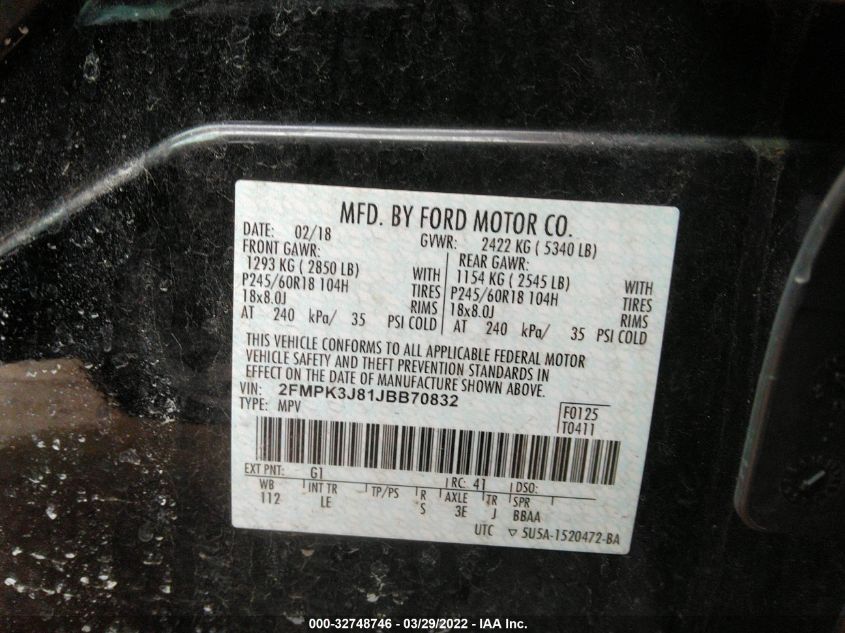 MFD. BY FORD MOTOR CO.
DATE: 02/18 GVWR: 2422 KG ( 5340 LB)
FRONT GAWR: REAR GAWR:
1293 KG ( 2850 LB) WITH 1154 KG ( 2545 LB) WITH
P245/60R18 104H TIRES P245/60R18 104H TIRES
18x8.0J RIMS 18x8.0J RIMS
AT 240 kPa/ 35 PSI COLD AT 240 kPa/ 35 PSI COLD
THIS VEHICLE CONFORMS TO ALL APPLICABLE FEDERAL MOTOR
VEHICLE SAFETY AND THEFT PREVENTION STANDARDS IN
EFFECT ON THE DATE OF MANUFACTURE SHOWN ABOVE.
VIN: 2FMPK3J81JBB70832 F0125
TYPE: MPV T0411
EXT PNT: G1 RC: 41 DSO:
WB INT TR TP/PS R AXLE TR SPR
112 LE S 3E J BBAA
UTC ▽ 5U5A-1520472-BA
000-32748746 - 03/29/2022 - IAA Inc.